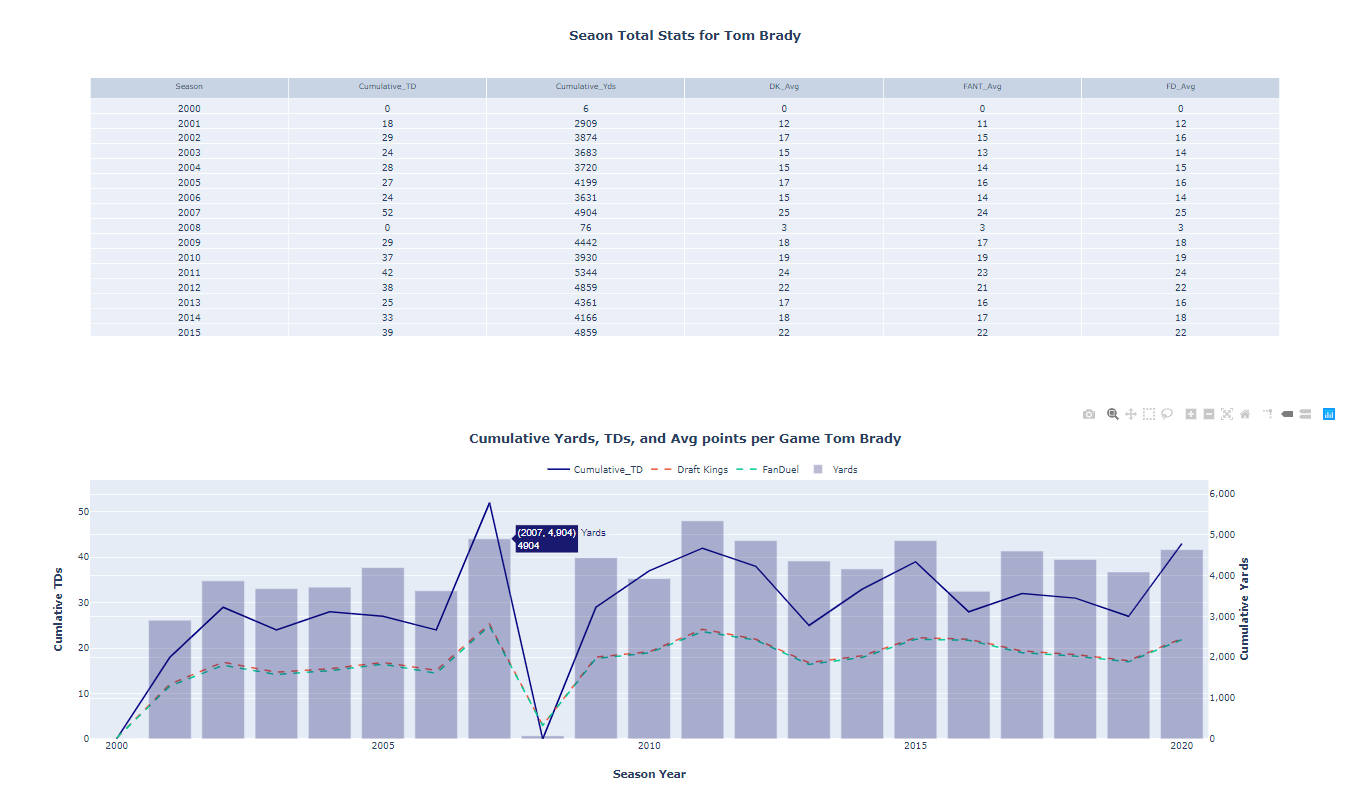 Seaon Total Stats for Tom Brady
Season Cumulative_TD Cumulative_Yds DK_Avg FANT_Avg FD_Avg
2000 0 6 0 0 0
2001 18 2909 12 11 12
2002 29 3874 17 15 16
2003 24 3683 15 13 14
2004 28 3720 15 14 15
2005 27 4199 17 16 16
2006 24 3631 15 14 14
2007 52 4904 25 24 25
2008 0 76 3 3 3
2009 29 4442 18 17 18
2010 37 3930 19 19 19
2011 42 5344 24 23 24
2012 38 4859 22 21 22
2013 25 4361 17 16 16
2014 33 4166 18 17 18
2015 39 4859 22 22 22
Cumulative Yards, TDs, and Avg points per Game Tom Brady
Cumulative_TD Draft Kings FanDuel Yards
50
40
30
20
10
0
Cumulative TDs
(2007, 4,904) Yards
4904
6,000
5,000
4,000
3,000
2,000
1,000
0
Cumulative Yards
2000 2005 2010 2015 2020
Season Year